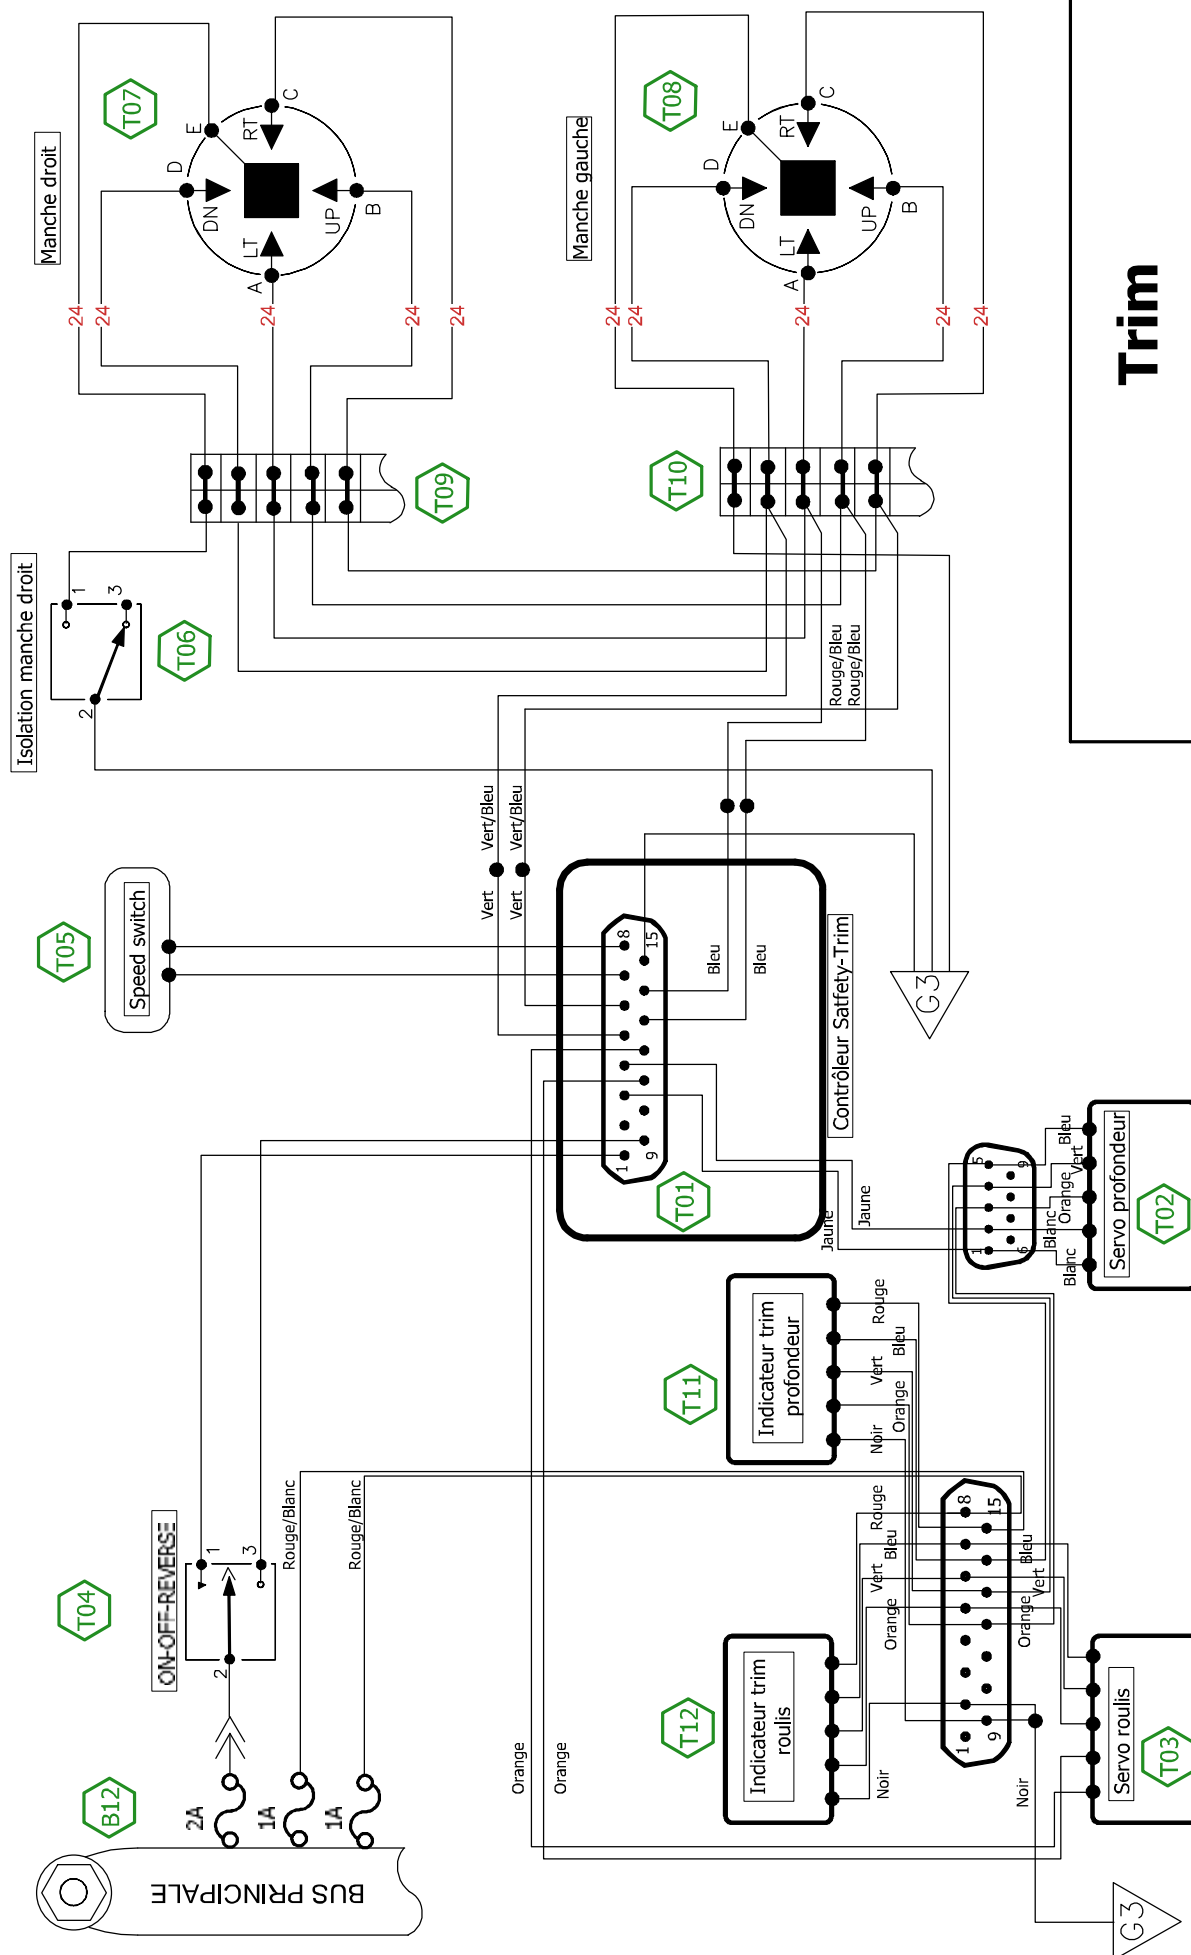 Manche droit
T07
A
B
C
D
E
LT
UP
RT
DN
24
24
24
24
24
T09
Manche gauche
T08
A
B
C
D
E
LT
UP
RT
DN
24
24
24
24
24
T10
Isolation manche droit
1
2
3
T06
Rouge/Bleu
Rouge/Bleu
Vert/Bleu
Vert/Bleu
Vert
Vert
Bleu
Bleu
T05
Speed switch
1
8
9
15
T01
Contrôleur Satfety-Trim
G3
Jaune
Jaune
1
5
6
9
Blanc
Blanc
Orange
Vert
Bleu
Servo profondeur
T02
T11
Indicateur trim
profondeur
Rouge
Bleu
Vert
Orange
Noir
T04
ON-OFF-REVERSE
1
2
3
Rouge/Blanc
Rouge/Blanc
B12
2A
1A
1A
BUS PRINCIPALE
Orange
Orange
T12
Indicateur trim
roulis
Rouge
Bleu
Vert
Orange
Noir
1
8
9
15
Bleu
Vert
Orange
Noir
Servo roulis
T03
G3
Trim